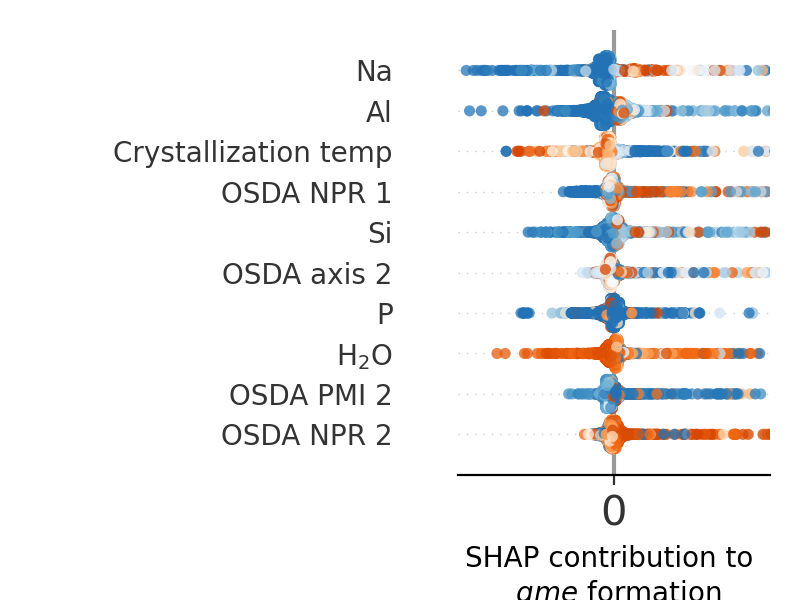 Na
Al
Crystallization temp
OSDA NPR 1
Si
OSDA axis 2
P
H₂O
OSDA PMI 2
OSDA NPR 2
0
SHAP contribution to
gme formation